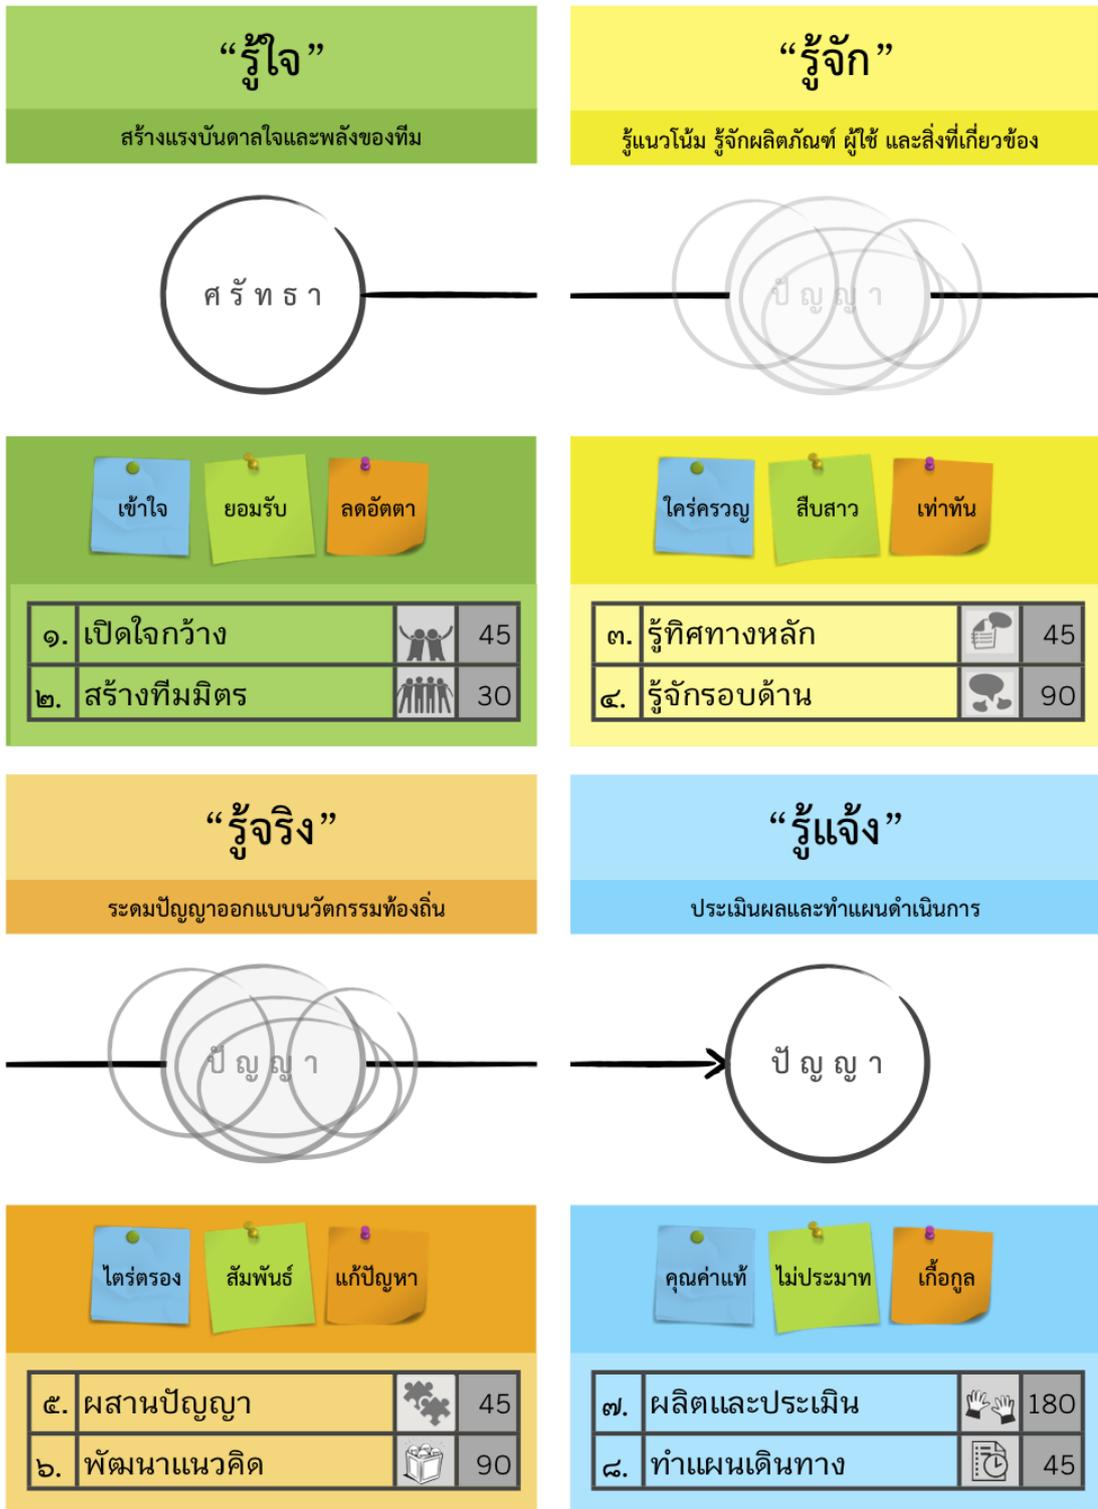 “รู้ใจ”
สร้างแรงบันดาลใจและพลังของทีม
ศรัทธา
เข้าใจ
ยอมรับ
ลดอัตตา
๑. เปิดใจกว้าง 45
๒. สร้างทีมมิตร 30
“รู้จัก”
รู้แนวโน้ม รู้จักผลิตภัณฑ์ ผู้ใช้ และสิ่งที่เกี่ยวข้อง
ปัญญา
ใคร่ครวญ
สืบสาว
เท่าทัน
๓. รู้ทิศทางหลัก 45
๔. รู้จักรอบด้าน 90
“รู้จริง”
ระดมปัญญาออกแบบนวัตกรรมท้องถิ่น
ปัญญา
ไตร่ตรอง
สัมพันธ์
แก้ปัญหา
๕. ผสานปัญญา 45
๖. พัฒนาแนวคิด 90
“รู้แจ้ง”
ประเมินผลและทำแผนดำเนินการ
ปัญญา
คุณค่าแท้
ไม่ประมาท
เกื้อกูล
๗. ผลิตและประเมิน 180
๘. ทำแผนเดินทาง 45